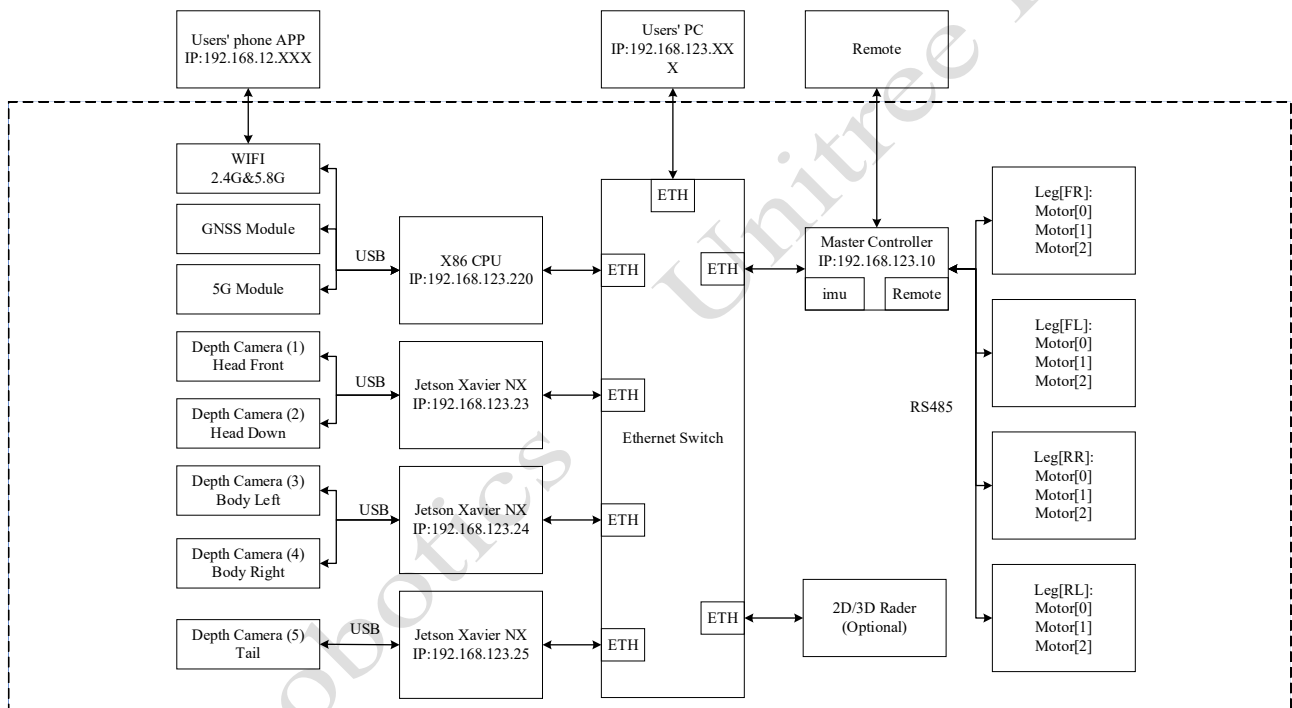 Users' phone APP
IP:192.168.12.XXX
Users' PC
IP:192.168.123.XX
X
Remote
WIFI
2.4G&5.8G
GNSS Module
5G Module
USB
X86 CPU
IP:192.168.123.220
ETH
ETH
ETH
Master Controller
IP:192.168.123.10
imu
Remote
Leg[FR]:
Motor[0]
Motor[1]
Motor[2]
Depth Camera (1)
Head Front
Depth Camera (2)
Head Down
USB
Jetson Xavier NX
IP:192.168.123.23
ETH
Ethernet Switch
Leg[FL]:
Motor[0]
Motor[1]
Motor[2]
RS485
Depth Camera (3)
Body Left
Depth Camera (4)
Body Right
USB
Jetson Xavier NX
IP:192.168.123.24
ETH
Leg[RR]:
Motor[0]
Motor[1]
Motor[2]
Depth Camera (5)
Tail
USB
Jetson Xavier NX
IP:192.168.123.25
ETH
ETH
2D/3D Rader
(Optional)
Leg[RL]:
Motor[0]
Motor[1]
Motor[2]
Unitree
obotics